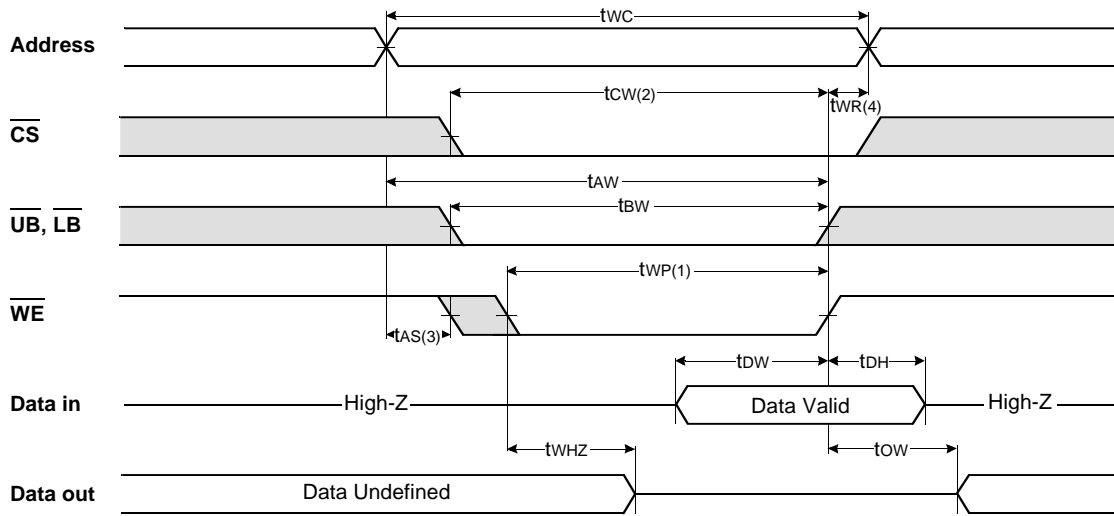 tWC
Address
tCW(2)
tWR(4)
CS
tAW
UB, LB
tBW
tWP(1)
WE
tAS(3)
tDW
tDH
Data in
High-Z
Data Valid
High-Z
tWHZ
tOW
Data out
Data Undefined